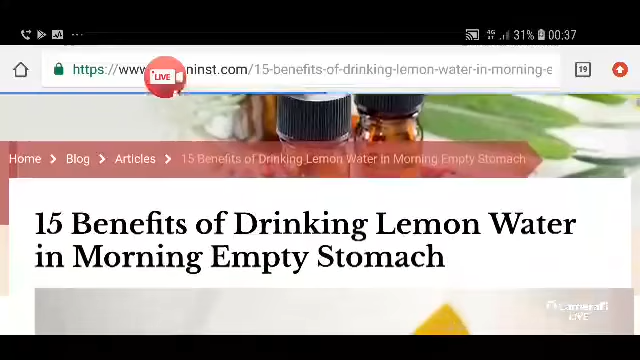 31% 00:37
https://www.
LIVE
ninst.com/15-benefits-of-drinking-lemon-water-in-morning-e
19
Home > Blog > Articles > 15 Benefits of Drinking Lemon Water in Morning Empty Stomach
15 Benefits of Drinking Lemon Water
in Morning Empty Stomach
CameraFi
LIVE